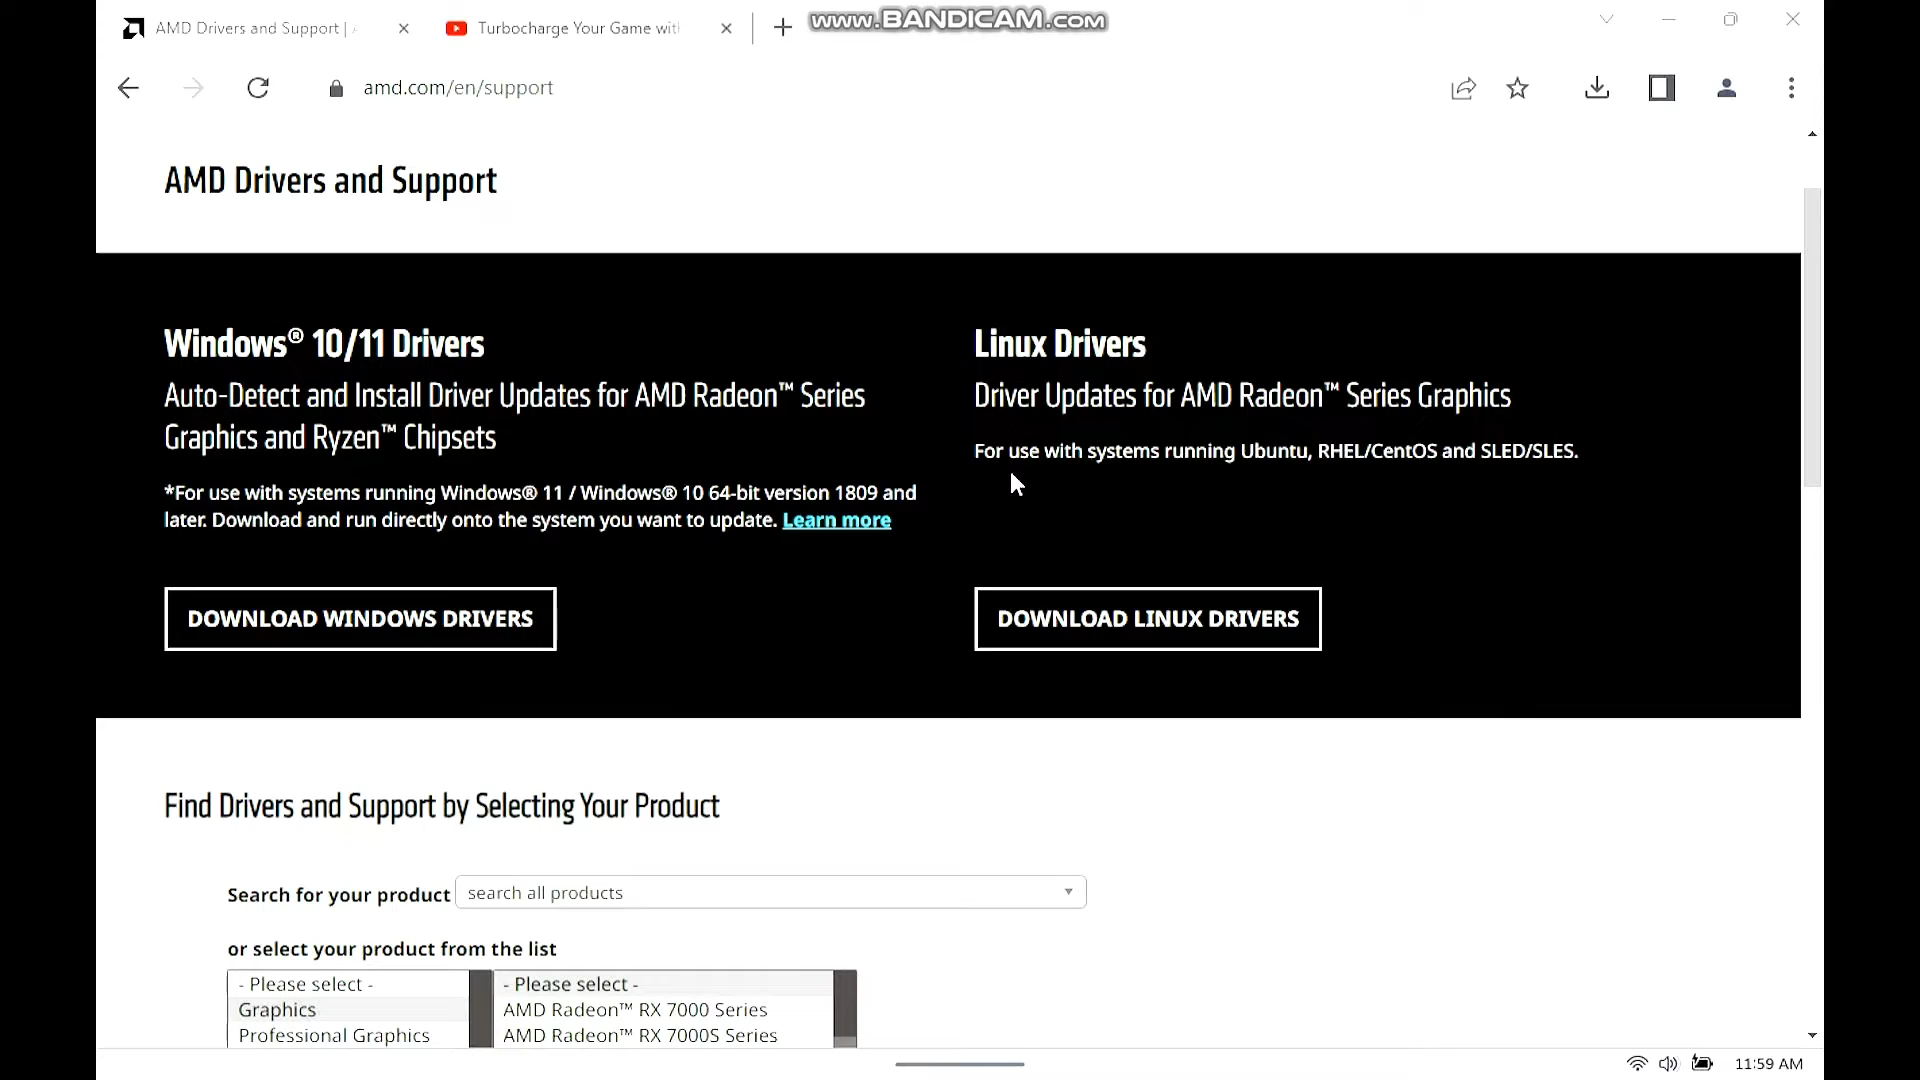 AMD Drivers and Support |
Turbocharge Your Game wit
www.BANDICAM.com
amd.com/en/support
AMD Drivers and Support
Windows® 10/11 Drivers
Auto-Detect and Install Driver Updates for AMD Radeon™ Series
Graphics and Ryzen™ Chipsets
*For use with systems running Windows® 11 / Windows® 10 64-bit version 1809 and
later. Download and run directly onto the system you want to update. Learn more
DOWNLOAD WINDOWS DRIVERS
Linux Drivers
Driver Updates for AMD Radeon™ Series Graphics
For use with systems running Ubuntu, RHEL/CentOS and SLED/SLES.
DOWNLOAD LINUX DRIVERS
Find Drivers and Support by Selecting Your Product
Search for your product
search all products
or select your product from the list
- Please select -
Graphics
Professional Graphics
- Please select -
AMD Radeon™ RX 7000 Series
AMD Radeon™ RX 7000S Series
11:59 AM